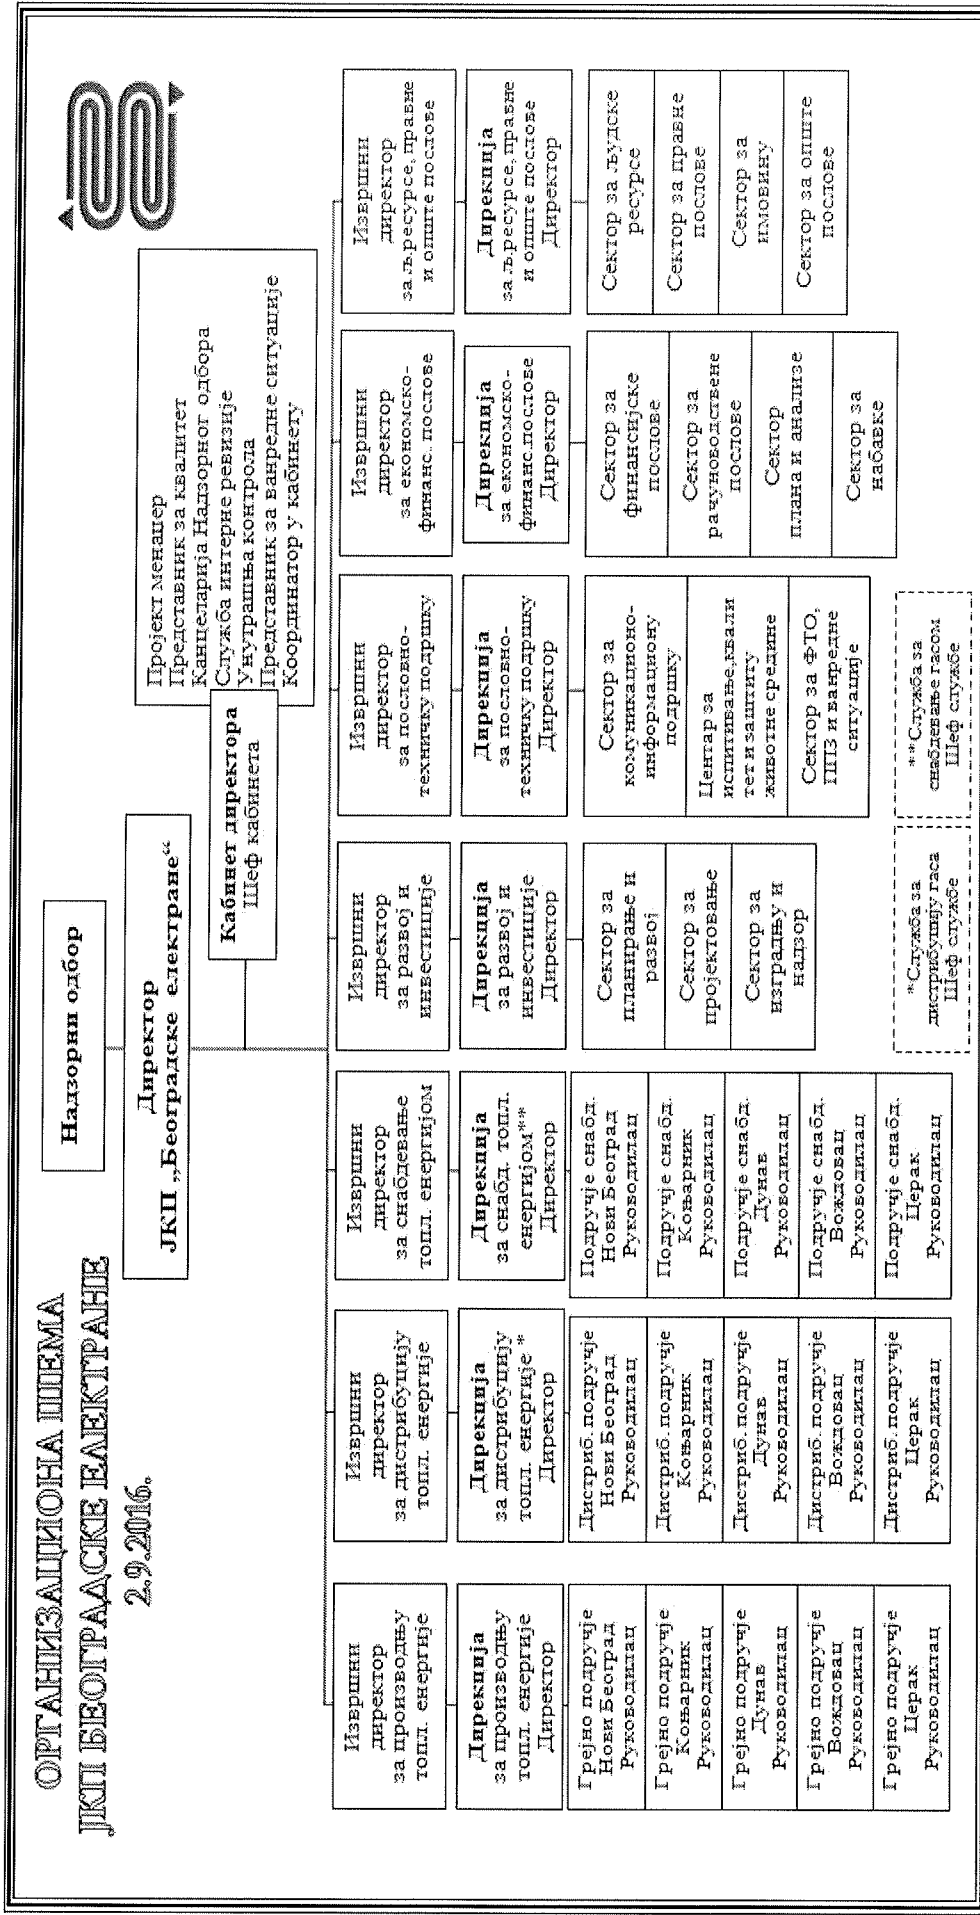 ОРГАНИЗАЦИОНА ШЕМА
ЈКП БЕОГРАДСКЕ ЕЛЕКТРАНЕ
2.9.2016.
Надзорни одбор
Директор
ЈКП „Београдске електране“
Кабинет директора
Шеф кабинета
Пројект менаџер
Представник за квалитет
Канцеларија Надзорног одбора
Служба интерне ревизије
Унутрашња контрола
Представник за ванредне ситуације
Координатор у кабинету
Извршни
директор
за производњу
топл. енергије
Дирекција
за производњу
топл. енергије
Директор
Грејно подручје
Нови Београд
Руководилац
Грејно подручје
Коњарник
Руководилац
Грејно подручје
Дунав
Руководилац
Грејно подручје
Вождовац
Руководилац
Грејно подручје
Церак
Руководилац
Извршни
директор
за дистрибуцију
топл. енергије
Дирекција
за дистрибуцију
топл. енергије *
Директор
Дистриб. подручје
Нови Београд
Руководилац
Дистриб. подручје
Коњарник
Руководилац
Дистриб. подручје
Дунав
Руководилац
Дистриб. подручје
Вождовац
Руководилац
Дистриб. подручје
Церак
Руководилац
Извршни
директор
за снабдевање
топл. енергијом
Дирекција
за снабд. топл.
енергијом**
Директор
Подручје снабд.
Нови Београд
Руководилац
Подручје снабд.
Коњарник
Руководилац
Подручје снабд.
Дунав
Руководилац
Подручје снабд.
Вождовац
Руководилац
Подручје снабд.
Церак
Руководилац
Извршни
директор
за развој и
инвестиције
Дирекција
за развој и
инвестиције
Директор
Сектор за
планирање и
развој
Сектор за
пројектовање
Сектор за
изградњу и
надзор
Извршни
директор
за пословно-
техничку подршку
Дирекција
за пословно-
техничку подршку
Директор
Сектор за
комуникационо-
информациону
подршку
Центар за
испитивање,квали
тет и заштиту
животне средине
Сектор за ФТО,
ППЗ и ванредне
ситуације
Извршни
директор
за економско-
финанс. послове
Дирекција
за економско-
финанс.послове
Директор
Сектор за
финансијске
послове
Сектор за
рачуноводствене
послове
Сектор
плана и анализе
Сектор за
набавке
Извршни
директор
за љ.ресурсе, правне
и опште послове
Дирекција
за љ.ресурсе, правне
и опште послове
Директор
Сектор за људске
ресурсе
Сектор за правне
послове
Сектор за
имовину
Сектор за опште
послове
*Служба за
дистрибуцију гаса
Шеф службе
**Служба за
снабдевање гасом
Шеф службе